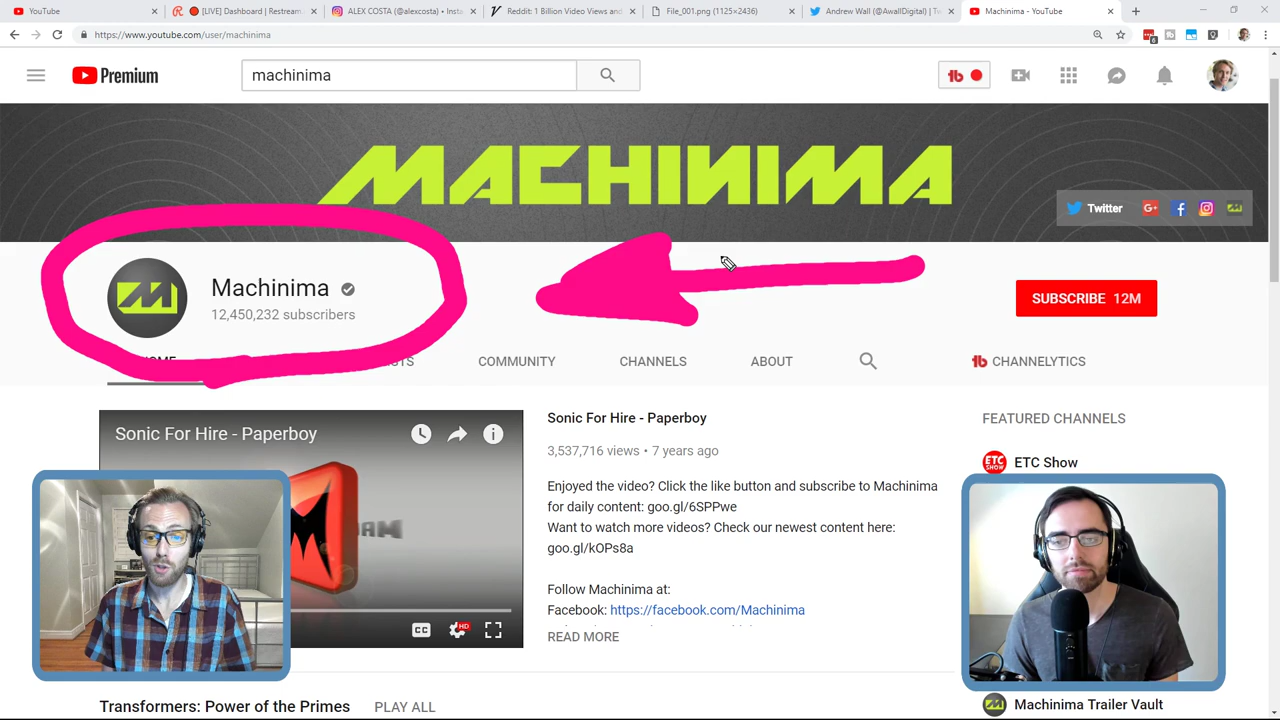 YouTube
[LIVE] Dashboard | Restream.
ALEX COSTA (@alexcosta) • Insta
Reddit: 1 Billion Video Views and
File_001.png (1125×2436)
Andrew Wall (@AwallDigital) | Tw
Machinima - YouTube
https://www.youtube.com/user/machinima
6
Premium
machinima
MACHINIMA
Twitter
Machinima
12,450,232 subscribers
SUBSCRIBE 12M
COMMUNITY
CHANNELS
ABOUT
CHANNELYTICS
Sonic For Hire - Paperboy
Sonic For Hire - Paperboy
3,537,716 views • 7 years ago
Enjoyed the video? Click the like button and subscribe to Machinima
for daily content: goo.gl/6SPPwe
Want to watch more videos? Check our newest content here:
goo.gl/kOPs8a
Follow Machinima at:
Facebook: https://facebook.com/Machinima
READ MORE
FEATURED CHANNELS
ETC SHOW
ETC Show
CC
HD
Transformers: Power of the Primes PLAY ALL
Machinima Trailer Vault